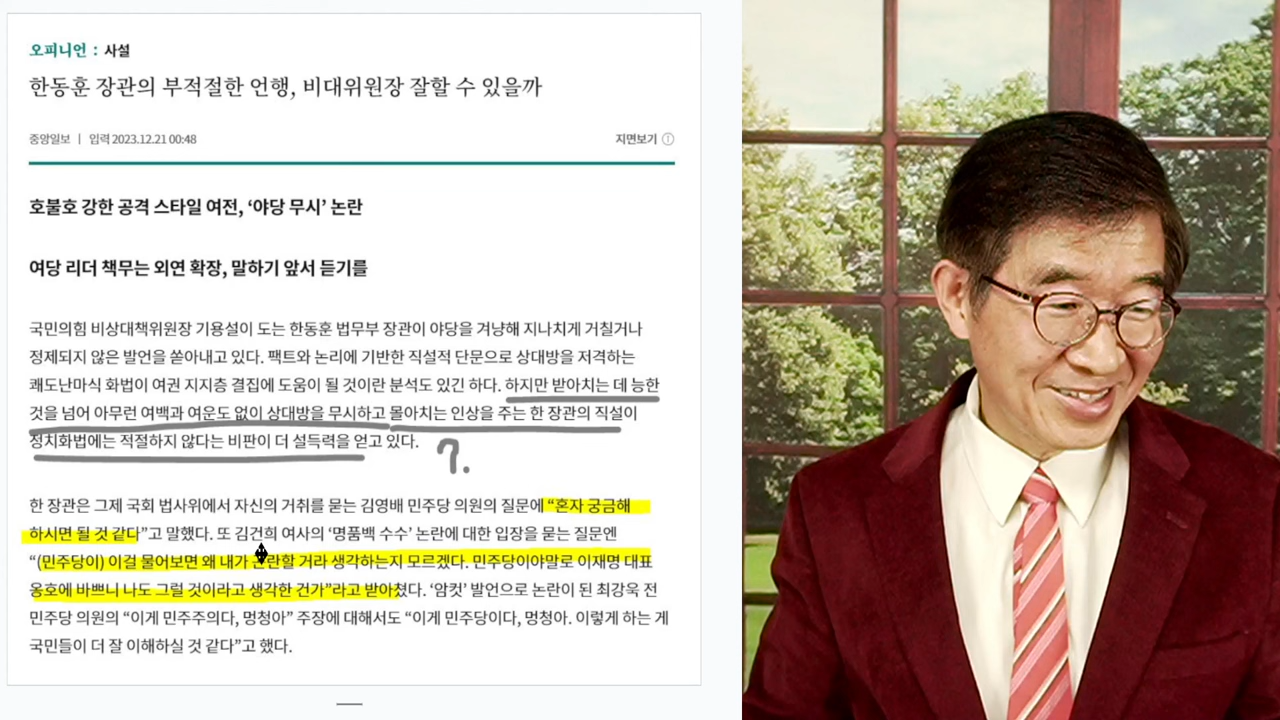 오피니언 : 사설
한동훈 장관의 부적절한 언행, 비대위원장 잘할 수 있을까
중앙일보 | 입력 2023.12.21 00:48 지면보기
호불호 강한 공격 스타일 여전, ‘야당 무시’ 논란
여당 리더 책무는 외연 확장, 말하기 앞서 듣기를
국민의힘 비상대책위원장 기용설이 도는 한동훈 법무부 장관이 야당을 겨냥해 지나치게 거칠거나
정제되지 않은 발언을 쏟아내고 있다. 팩트와 논리에 기반한 직설적 단문으로 상대방을 저격하는
쾌도난마식 화법이 여권 지지층 결집에 도움이 될 것이란 분석도 있긴 하다. 하지만 받아치는 데 능한
것을 넘어 아무런 여백과 여운도 없이 상대방을 무시하고 몰아치는 인상을 주는 한 장관의 직설이
정치화법에는 적절하지 않다는 비판이 더 설득력을 얻고 있다.
?.
한 장관은 그제 국회 법사위에서 자신의 거취를 묻는 김영배 민주당 의원의 질문에 “혼자 궁금해
하시면 될 것 같다”고 말했다. 또 김건희 여사의 ‘명품백 수수’ 논란에 대한 입장을 묻는 질문엔
“(민주당이) 이걸 물어보면 왜 내가 곤란할 거라 생각하는지 모르겠다. 민주당이야말로 이재명 대표
옹호에 바쁘니 나도 그럴 것이라고 생각한 건가”라고 받아쳤다. ‘암컷’ 발언으로 논란이 된 최강욱 전
민주당 의원의 “이게 민주주의다, 멍청아” 주장에 대해서도 “이게 민주당이다, 멍청아. 이렇게 하는 게
국민들이 더 잘 이해하실 것 같다”고 했다.